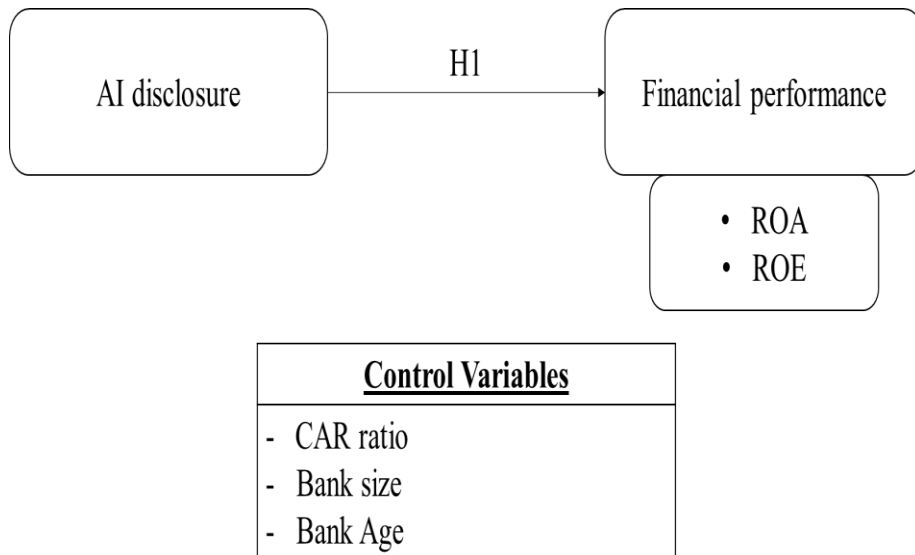 H1
AI disclosure
Financial performance
• ROA
• ROE
Control Variables
- CAR ratio
- Bank size
- Bank Age